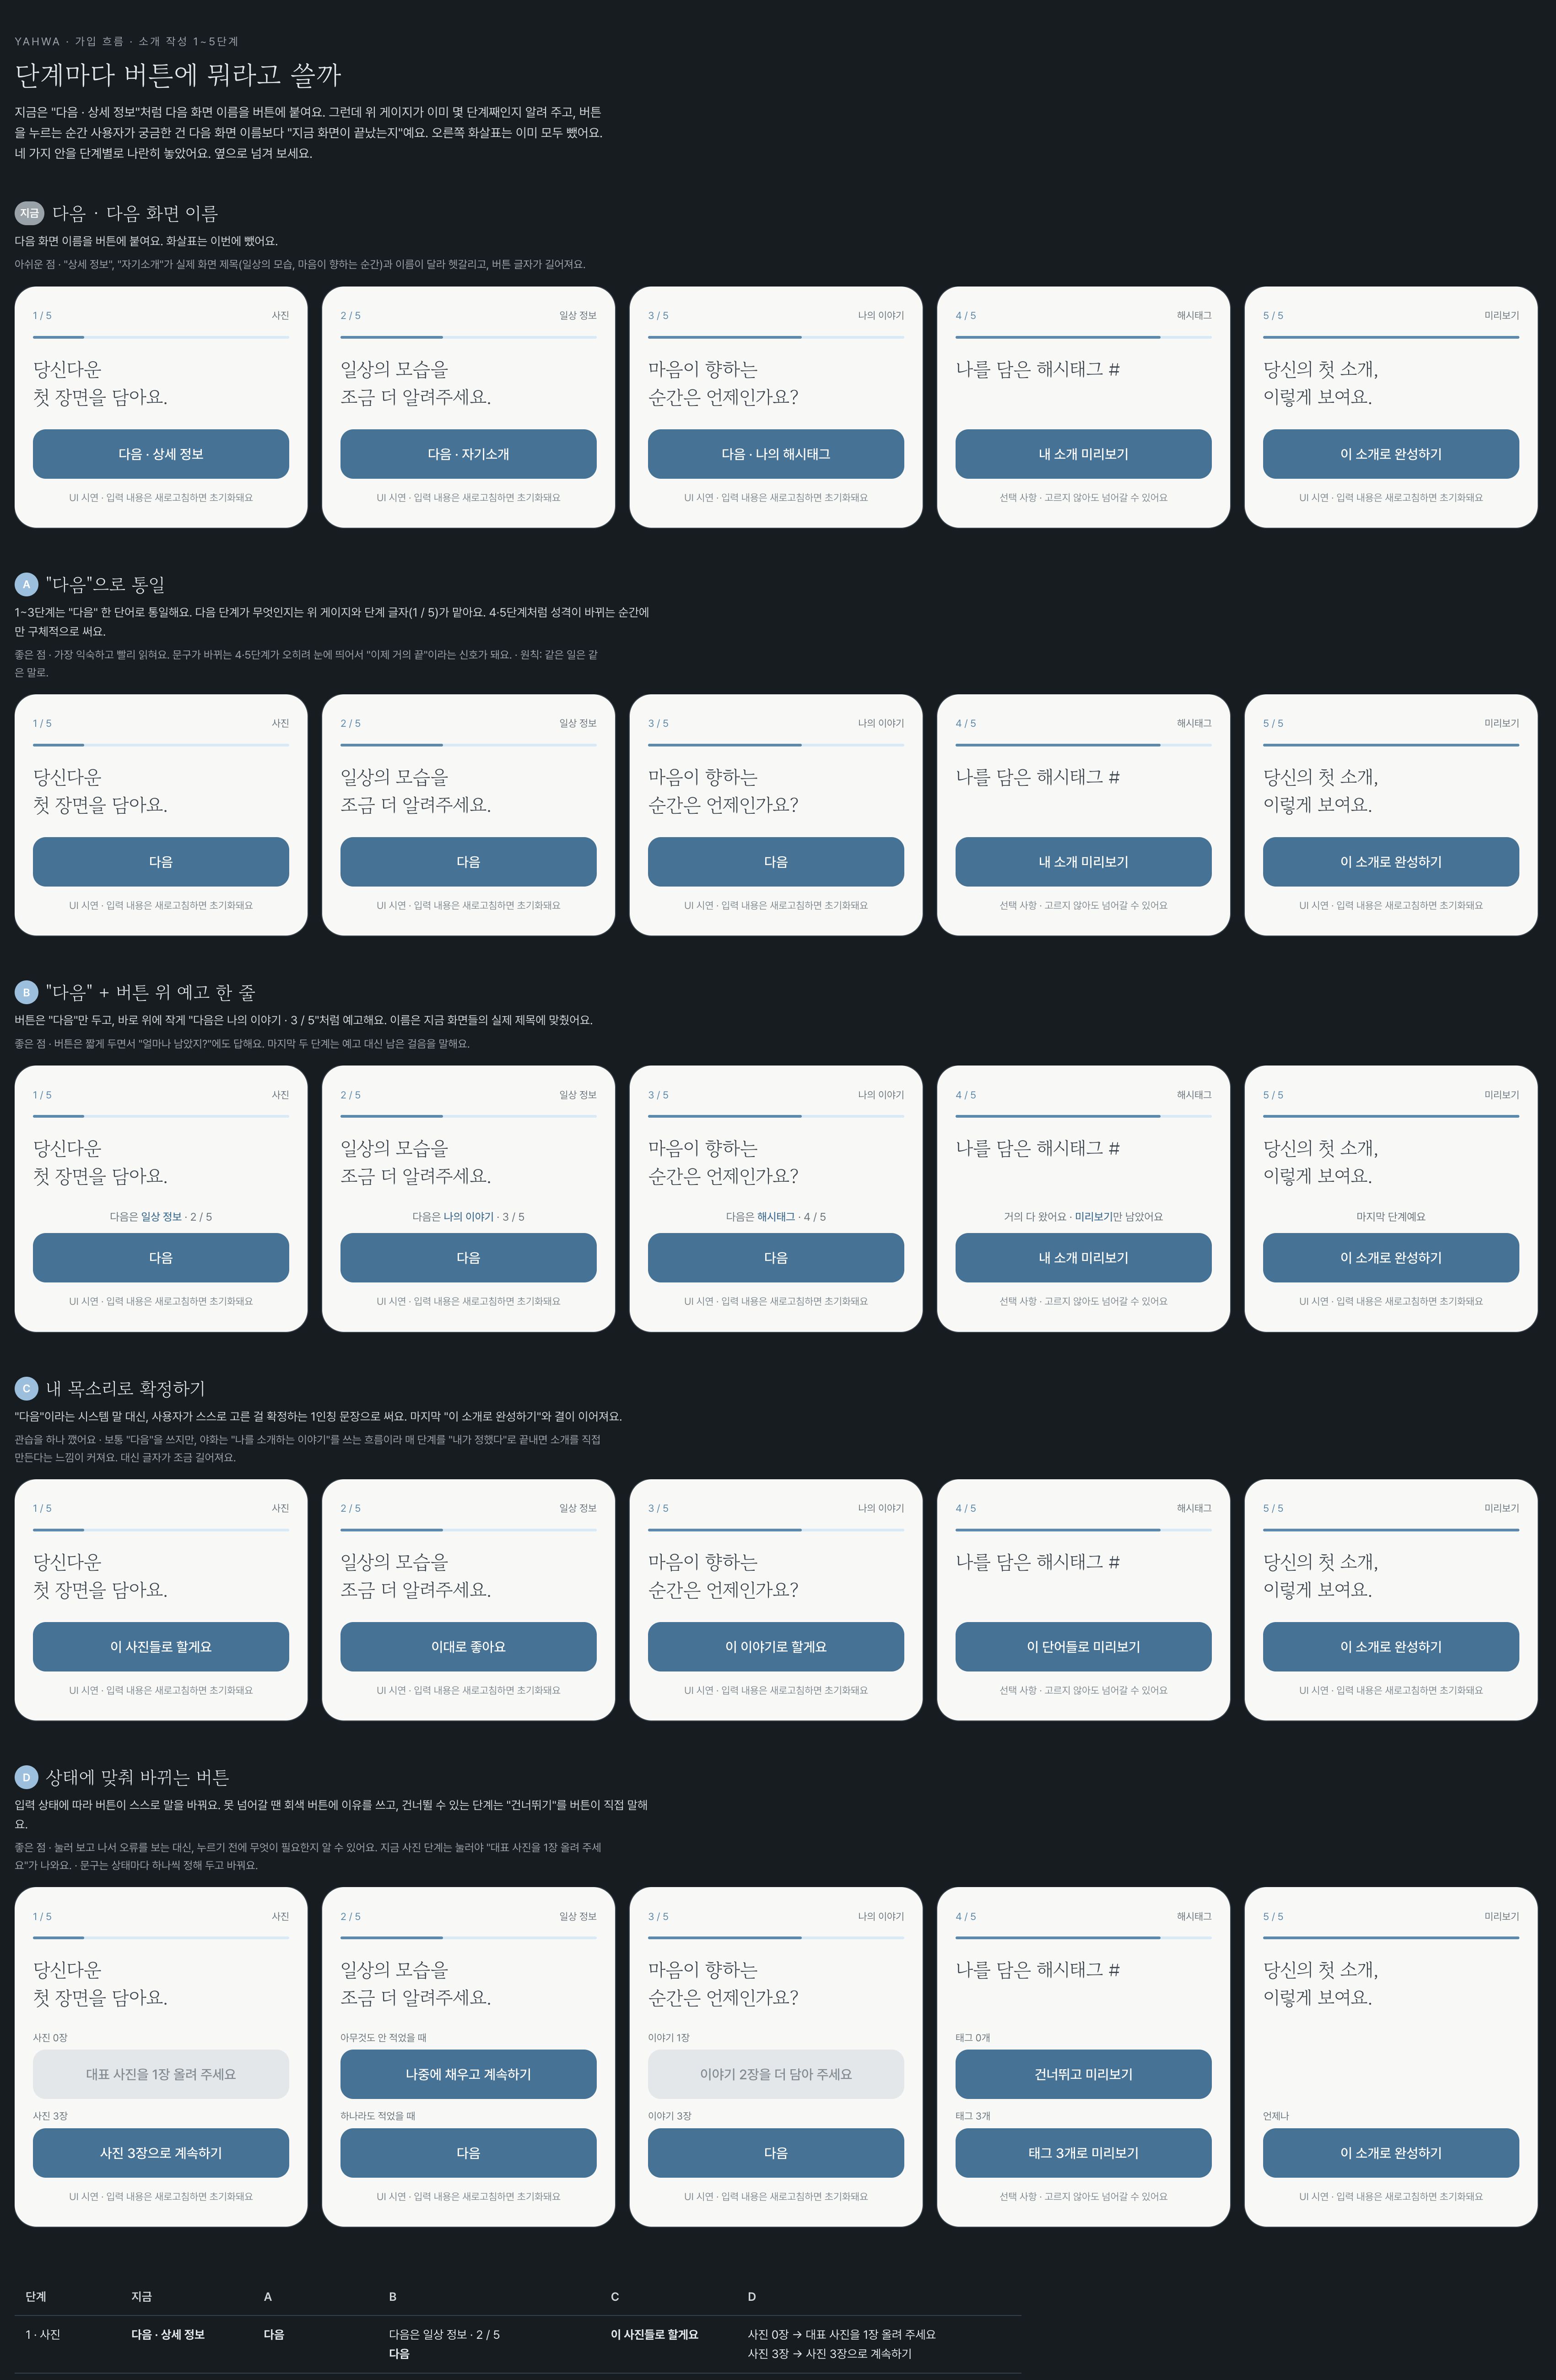 YAHWA · 가입 흐름 · 소개 작성 1~5단계
단계마다 버튼에 뭐라고 쓸까
지금은 "다음 · 상세 정보"처럼 다음 화면 이름을 버튼에 붙여요. 그런데 위 게이지가 이미 몇 단계째인지 알려 주고, 버튼
을 누르는 순간 사용자가 궁금한 건 다음 화면 이름보다 "지금 화면이 끝났는지"예요. 오른쪽 화살표는 이미 모두 뺐어요.
네 가지 안을 단계별로 나란히 놓았어요. 옆으로 넘겨 보세요.
지금 다음 · 다음 화면 이름
다음 화면 이름을 버튼에 붙여요. 화살표는 이번에 뺐어요.
아쉬운 점 · "상세 정보", "자기소개"가 실제 화면 제목(일상의 모습, 마음이 향하는 순간)과 이름이 달라 헷갈리고, 버튼 글자가 길어져요.
1 / 5 사진
당신다운
첫 장면을 담아요.
다음 · 상세 정보
UI 시연 · 입력 내용은 새로고침하면 초기화돼요
2 / 5 일상 정보
일상의 모습을
조금 더 알려주세요.
다음 · 자기소개
UI 시연 · 입력 내용은 새로고침하면 초기화돼요
3 / 5 나의 이야기
마음이 향하는
순간은 언제인가요?
다음 · 나의 해시태그
UI 시연 · 입력 내용은 새로고침하면 초기화돼요
4 / 5 해시태그
나를 담은 해시태그 #
내 소개 미리보기
선택 사항 · 고르지 않아도 넘어갈 수 있어요
5 / 5 미리보기
당신의 첫 소개,
이렇게 보여요.
이 소개로 완성하기
UI 시연 · 입력 내용은 새로고침하면 초기화돼요
A "다음"으로 통일
1~3단계는 "다음" 한 단어로 통일해요. 다음 단계가 무엇인지는 위 게이지와 단계 글자(1 / 5)가 맡아요. 4·5단계처럼 성격이 바뀌는 순간에
만 구체적으로 써요.
좋은 점 · 가장 익숙하고 빨리 읽혀요. 문구가 바뀌는 4·5단계가 오히려 눈에 띄어서 "이제 거의 끝"이라는 신호가 돼요. · 원칙: 같은 일은 같
은 말로.
1 / 5 사진
당신다운
첫 장면을 담아요.
다음
UI 시연 · 입력 내용은 새로고침하면 초기화돼요
2 / 5 일상 정보
일상의 모습을
조금 더 알려주세요.
다음
UI 시연 · 입력 내용은 새로고침하면 초기화돼요
3 / 5 나의 이야기
마음이 향하는
순간은 언제인가요?
다음
UI 시연 · 입력 내용은 새로고침하면 초기화돼요
4 / 5 해시태그
나를 담은 해시태그 #
내 소개 미리보기
선택 사항 · 고르지 않아도 넘어갈 수 있어요
5 / 5 미리보기
당신의 첫 소개,
이렇게 보여요.
이 소개로 완성하기
UI 시연 · 입력 내용은 새로고침하면 초기화돼요
B "다음" + 버튼 위 예고 한 줄
버튼은 "다음"만 두고, 바로 위에 작게 "다음은 나의 이야기 · 3 / 5"처럼 예고해요. 이름은 지금 화면들의 실제 제목에 맞췄어요.
좋은 점 · 버튼은 짧게 두면서 "얼마나 남았지?"에도 답해요. 마지막 두 단계는 예고 대신 남은 걸음을 말해요.
1 / 5 사진
당신다운
첫 장면을 담아요.
다음은 일상 정보 · 2 / 5
다음
UI 시연 · 입력 내용은 새로고침하면 초기화돼요
2 / 5 일상 정보
일상의 모습을
조금 더 알려주세요.
다음은 나의 이야기 · 3 / 5
다음
UI 시연 · 입력 내용은 새로고침하면 초기화돼요
3 / 5 나의 이야기
마음이 향하는
순간은 언제인가요?
다음은 해시태그 · 4 / 5
다음
UI 시연 · 입력 내용은 새로고침하면 초기화돼요
4 / 5 해시태그
나를 담은 해시태그 #
거의 다 왔어요 · 미리보기만 남았어요
내 소개 미리보기
선택 사항 · 고르지 않아도 넘어갈 수 있어요
5 / 5 미리보기
당신의 첫 소개,
이렇게 보여요.
마지막 단계예요
이 소개로 완성하기
UI 시연 · 입력 내용은 새로고침하면 초기화돼요
C 내 목소리로 확정하기
"다음"이라는 시스템 말 대신, 사용자가 스스로 고른 걸 확정하는 1인칭 문장으로 써요. 마지막 "이 소개로 완성하기"와 결이 이어져요.
관습을 하나 깼어요 · 보통 "다음"을 쓰지만, 야화는 "나를 소개하는 이야기"를 쓰는 흐름이라 매 단계를 "내가 정했다"로 끝내면 소개를 직접
만든다는 느낌이 커져요. 대신 글자가 조금 길어져요.
1 / 5 사진
당신다운
첫 장면을 담아요.
이 사진들로 할게요
UI 시연 · 입력 내용은 새로고침하면 초기화돼요
2 / 5 일상 정보
일상의 모습을
조금 더 알려주세요.
이대로 좋아요
UI 시연 · 입력 내용은 새로고침하면 초기화돼요
3 / 5 나의 이야기
마음이 향하는
순간은 언제인가요?
이 이야기로 할게요
UI 시연 · 입력 내용은 새로고침하면 초기화돼요
4 / 5 해시태그
나를 담은 해시태그 #
이 단어들로 미리보기
선택 사항 · 고르지 않아도 넘어갈 수 있어요
5 / 5 미리보기
당신의 첫 소개,
이렇게 보여요.
이 소개로 완성하기
UI 시연 · 입력 내용은 새로고침하면 초기화돼요
D 상태에 맞춰 바뀌는 버튼
입력 상태에 따라 버튼이 스스로 말을 바꿔요. 못 넘어갈 땐 회색 버튼에 이유를 쓰고, 건너뛸 수 있는 단계는 "건너뛰기"를 버튼이 직접 말해
요.
좋은 점 · 눌러 보고 나서 오류를 보는 대신, 누르기 전에 무엇이 필요한지 알 수 있어요. 지금 사진 단계는 눌러야 "대표 사진을 1장 올려 주세
요"가 나와요. · 문구는 상태마다 하나씩 정해 두고 바꿔요.
1 / 5 사진
당신다운
첫 장면을 담아요.
사진 0장
대표 사진을 1장 올려 주세요
사진 3장
사진 3장으로 계속하기
UI 시연 · 입력 내용은 새로고침하면 초기화돼요
2 / 5 일상 정보
일상의 모습을
조금 더 알려주세요.
아무것도 안 적었을 때
나중에 채우고 계속하기
하나라도 적었을 때
다음
UI 시연 · 입력 내용은 새로고침하면 초기화돼요
3 / 5 나의 이야기
마음이 향하는
순간은 언제인가요?
이야기 1장
이야기 2장을 더 담아 주세요
이야기 3장
다음
UI 시연 · 입력 내용은 새로고침하면 초기화돼요
4 / 5 해시태그
나를 담은 해시태그 #
태그 0개
건너뛰고 미리보기
태그 3개
태그 3개로 미리보기
선택 사항 · 고르지 않아도 넘어갈 수 있어요
5 / 5 미리보기
당신의 첫 소개,
이렇게 보여요.
언제나
이 소개로 완성하기
UI 시연 · 입력 내용은 새로고침하면 초기화돼요
단계 지금 A B C D
1 · 사진 다음 · 상세 정보 다음 다음은 일상 정보 · 2 / 5 이 사진들로 할게요 사진 0장 → 대표 사진을 1장 올려 주세요
다음 사진 3장 → 사진 3장으로 계속하기